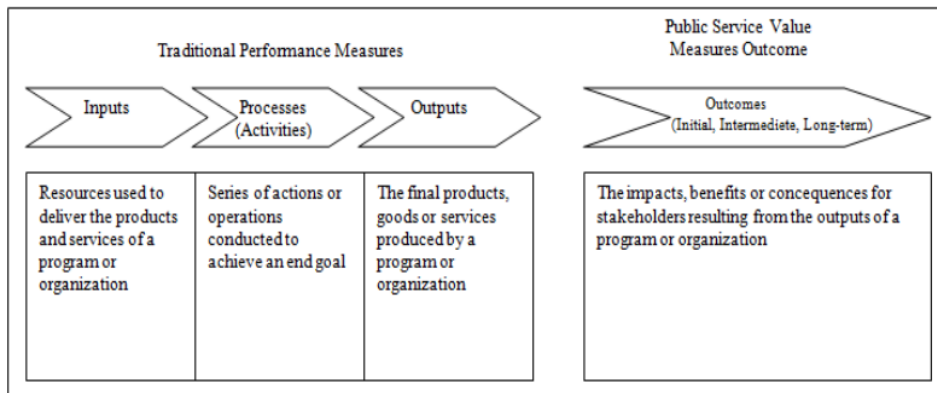 Traditional Performance Measures
Public Service Value
Measures Outcome
Inputs
Processes
(Activities)
Outputs
Outcomes
(Initial, Intermediete, Long-term)
Resources used to
deliver the products
and services of a
program or
organization
Series of actions or
operations
conducted to
achieve an end goal
The final products,
goods or services
produced by a
program or
organization
The impacts, benefits or concequences for
stakeholders resulting from the outputs of a
program or organization